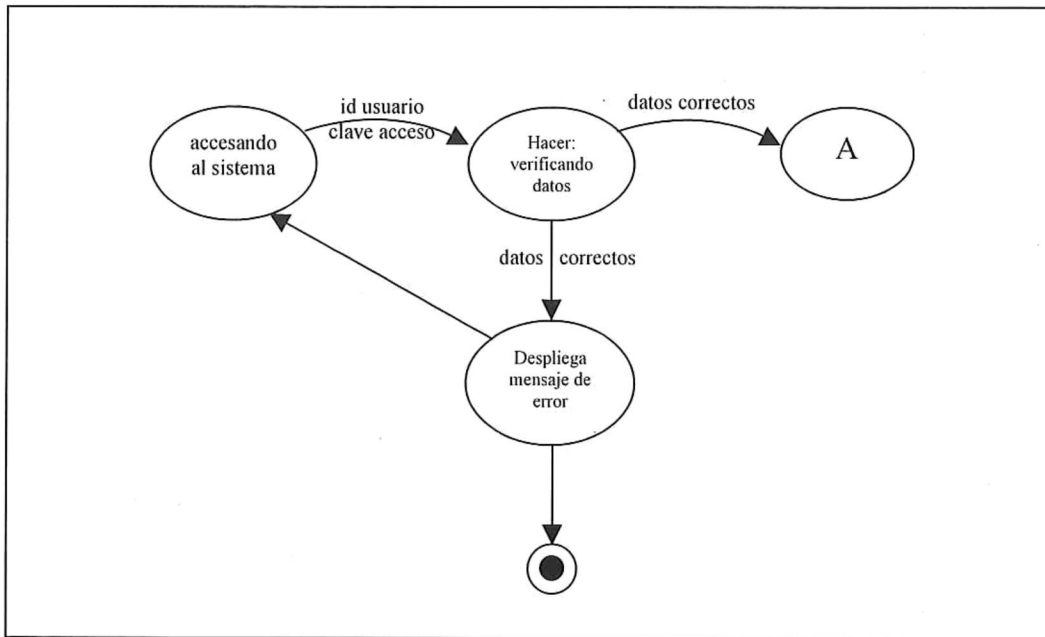 accesando
al sistema
id usuario
clave acceso
Hacer:
verificando
datos
datos correctos
A
datos correctos
Despliega
mensaje de
error